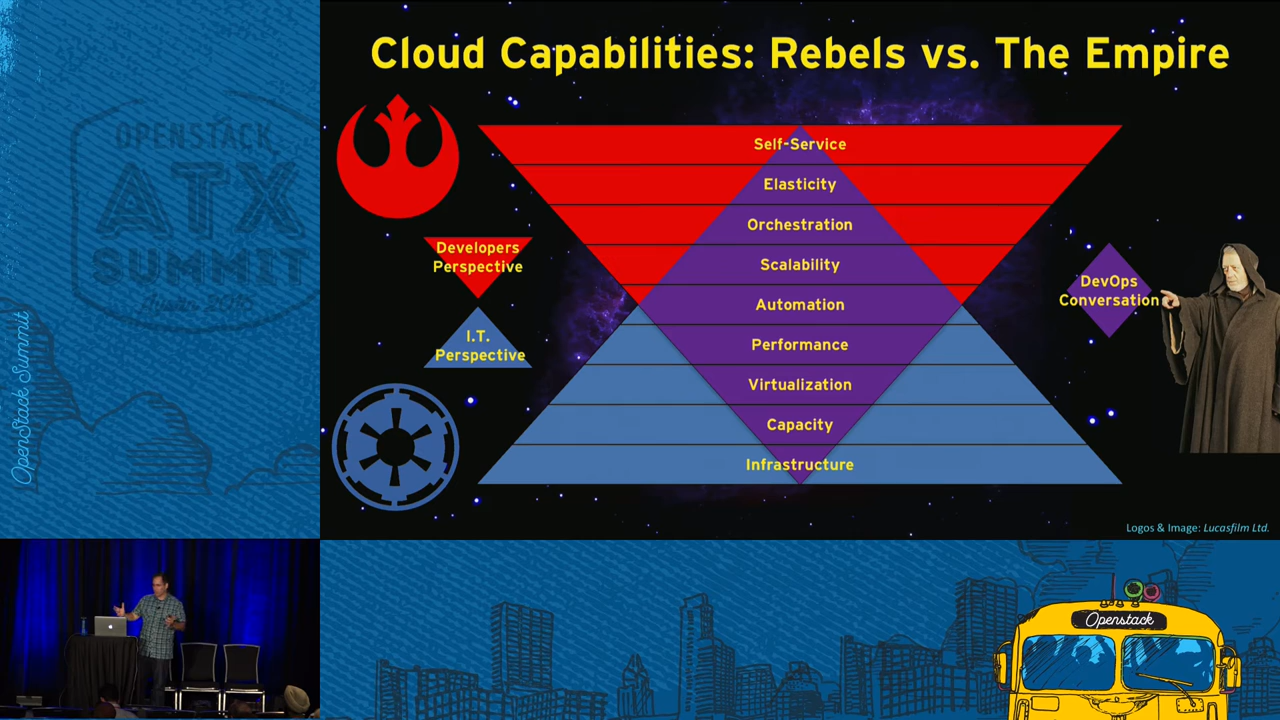 Cloud Capabilities: Rebels vs. The Empire
Self-Service
Elasticity
Orchestration
Scalability
Automation
Performance
Virtualization
Capacity
Infrastructure
Developers
Perspective
I.T.
Perspective
DevOps
Conversation
Logos & Image: Lucasfilm Ltd.
OPENSTACK
ATX
SUMMIT
OpenStack Summit
Openstack